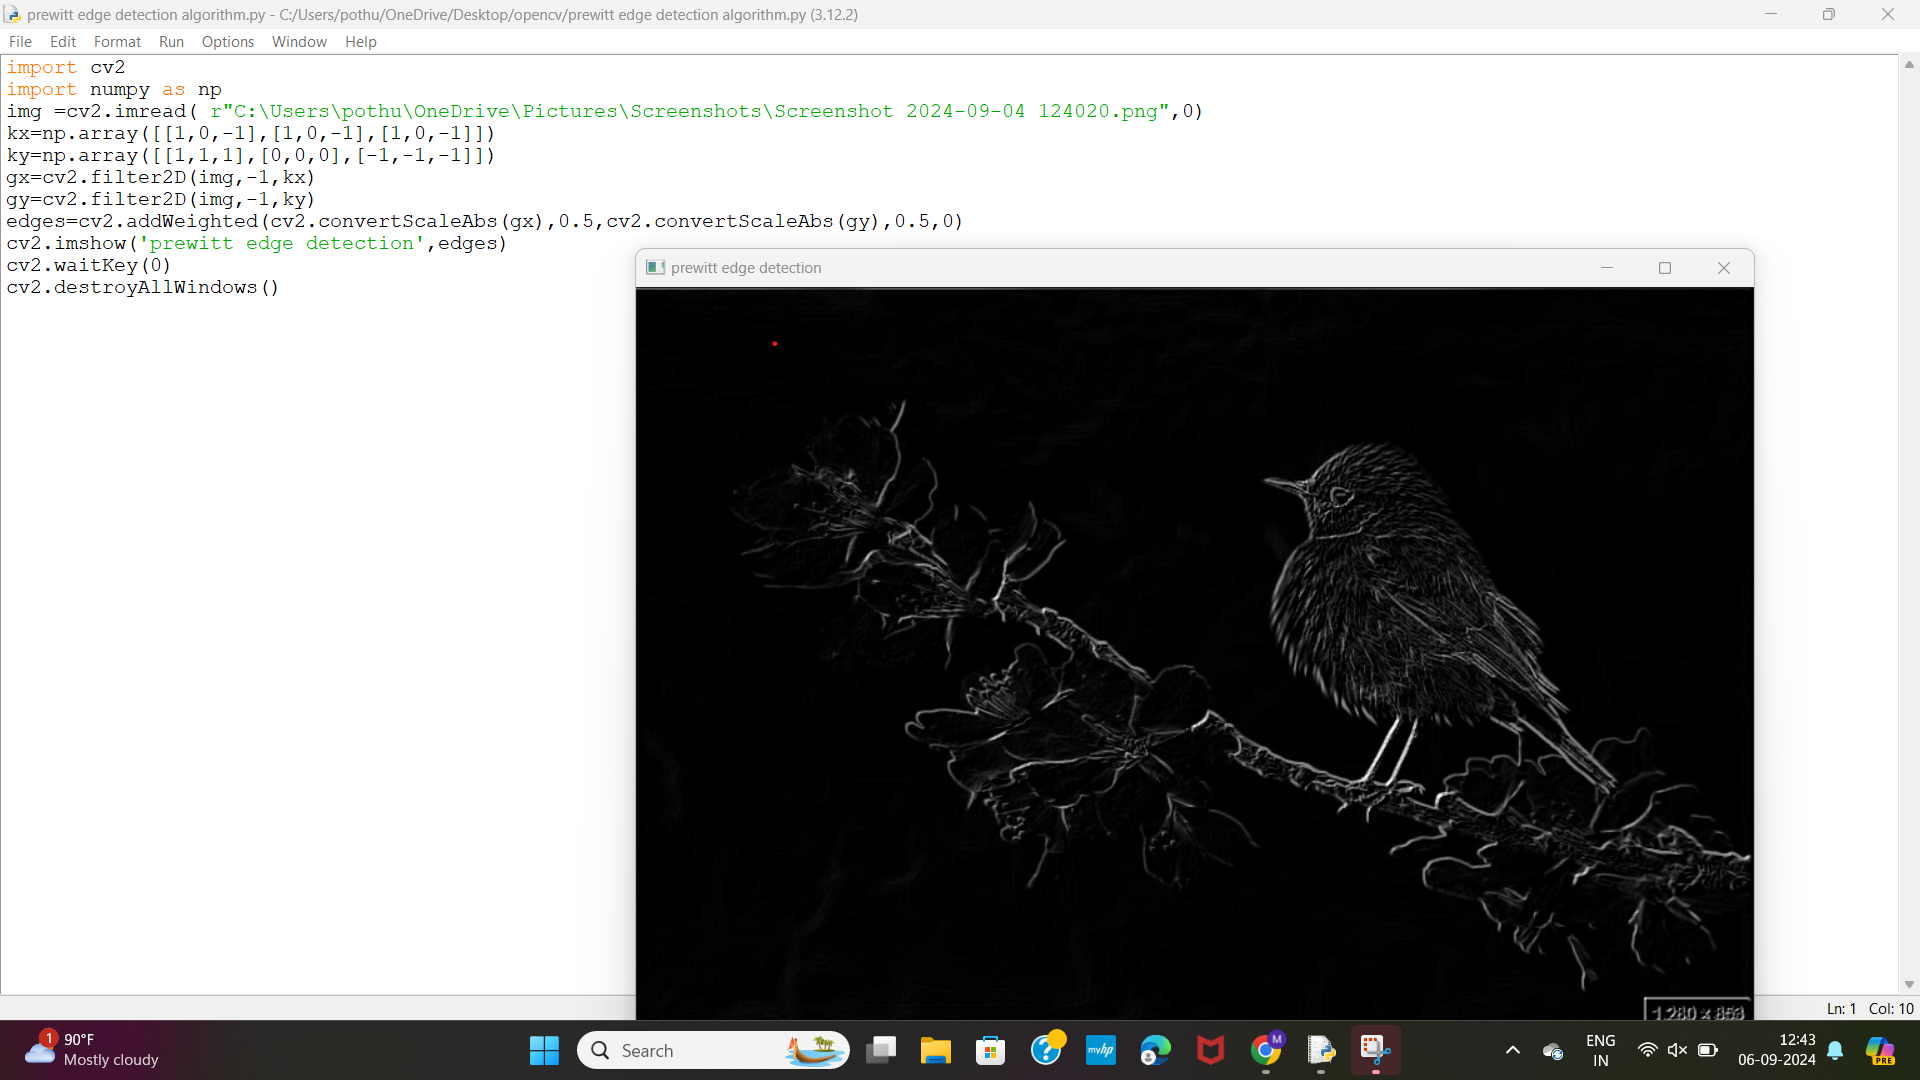 prewitt edge detection algorithm.py - C:/Users/pothu/OneDrive/Desktop/opencv/prewitt edge detection algorithm.py (3.12.2)
File Edit Format Run Options Window Help
import cv2
import numpy as np
img =cv2.imread( r"C:\Users\pothu\OneDrive\Pictures\Screenshots\Screenshot 2024-09-04 124020.png",0)
kx=np.array([[1,0,-1],[1,0,-1],[1,0,-1]])
ky=np.array([[1,1,1],[0,0,0],[-1,-1,-1]])
gx=cv2.filter2D(img,-1,kx)
gy=cv2.filter2D(img,-1,ky)
edges=cv2.addWeighted(cv2.convertScaleAbs(gx),0.5,cv2.convertScaleAbs(gy),0.5,0)
cv2.imshow('prewitt edge detection',edges)
cv2.waitKey(0)
cv2.destroyAllWindows()
prewitt edge detection
1,280 × 853
Ln: 1 Col: 10
1
90°F
Mostly cloudy
Search
myhp
M
ENG
IN
12:43
06-09-2024
PRE